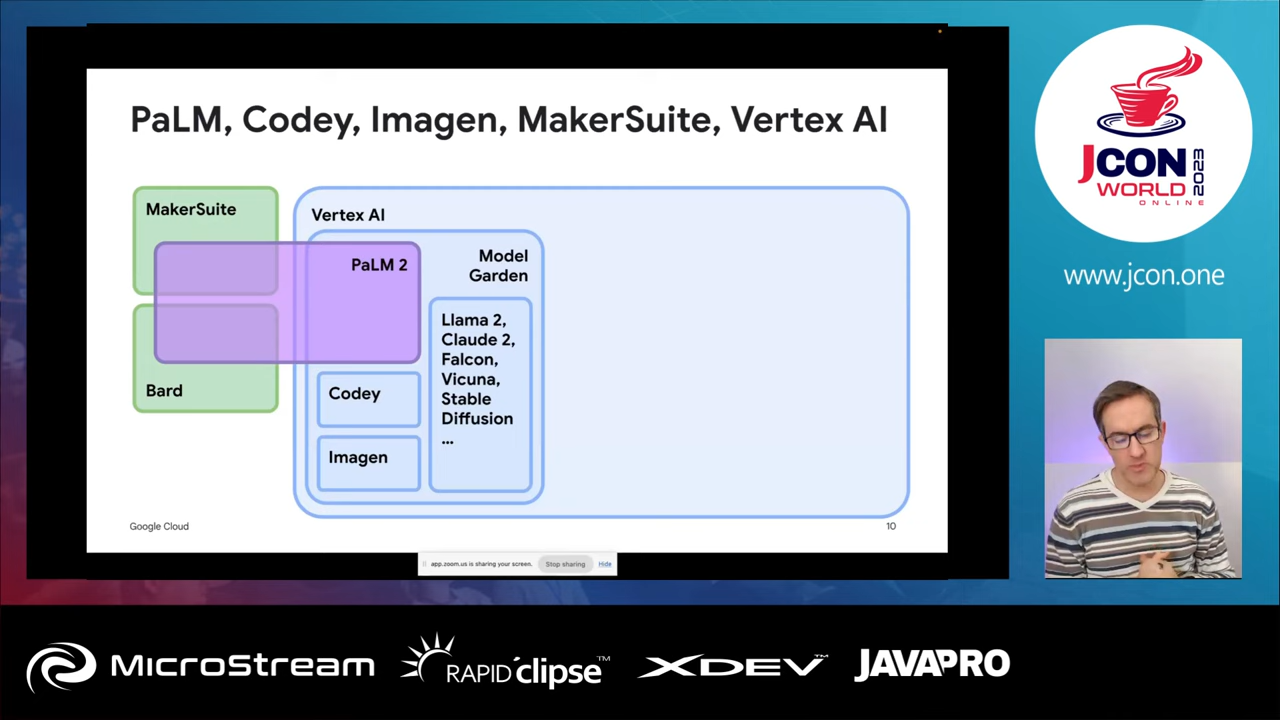 PaLM, Codey, Imagen, MakerSuite, Vertex AI
MakerSuite
Vertex AI
PaLM 2
Model
Garden
Llama 2,
Claude 2,
Falcon,
Vicuna,
Stable
Diffusion
...
Bard
Codey
Imagen
Google Cloud
10
app.zoom.us is sharing your screen.
Stop sharing
Hide
JCON
WORLD
ONLINE
2023
www.jcon.one
MICROSTREAM
RAPID'clipse™
XDEV™
JAVAPRO